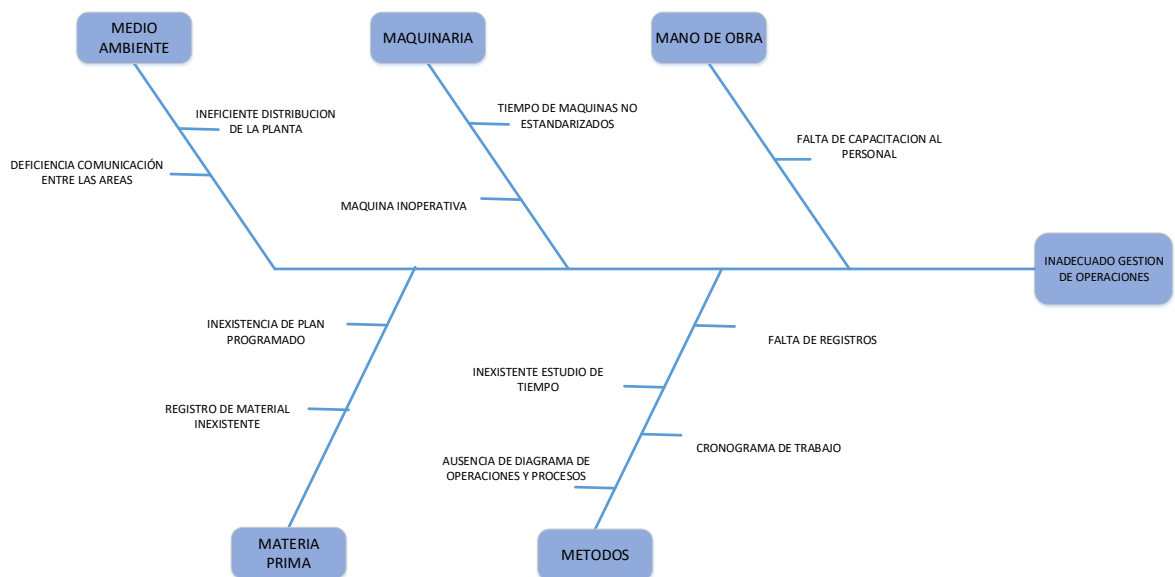 MEDIO
AMBIENTE
MAQUINARIA
MANO DE OBRA
INEFICIENTE DISTRIBUCION
DE LA PLANTA
TIEMPO DE MAQUINAS NO
ESTANDARIZADOS
FALTA DE CAPACITACION AL
PERSONAL
DEFICIENCIA COMUNICACIÓN
ENTRE LAS AREAS
MAQUINA INOPERATIVA
INADECUADO GESTION
DE OPERACIONES
INEXISTENCIA DE PLAN
PROGRAMADO
FALTA DE REGISTROS
INEXISTENTE ESTUDIO DE
TIEMPO
REGISTRO DE MATERIAL
INEXISTENTE
CRONOGRAMA DE TRABAJO
AUSENCIA DE DIAGRAMA DE
OPERACIONES Y PROCESOS
MATERIA
PRIMA
METODOS